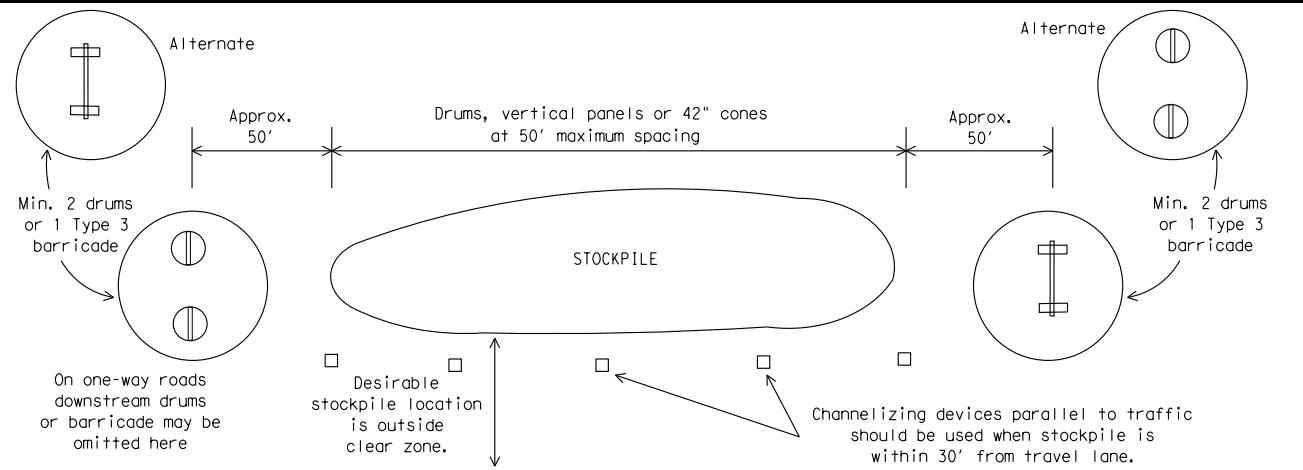 Alternate
Alternate
Approx.
50'
Drums, vertical panels or 42" cones
at 50' maximum spacing
Approx.
50'
Min. 2 drums
or 1 Type 3
barricade
Min. 2 drums
or 1 Type 3
barricade
STOCKPILE
On one-way roads
downstream drums
or barricade may be
omitted here
Desirable
stockpile location
is outside
clear zone.
Channelizing devices parallel to traffic
should be used when stockpile is
within 30' from travel lane.